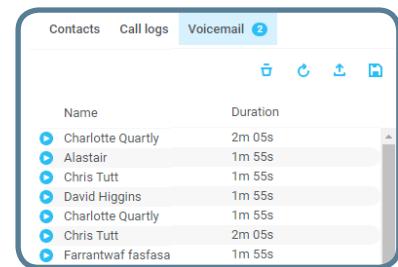 Contacts Call logs Voicemail 2
Name Duration
Charlotte Quartly 2m 05s
Alastair 1m 55s
Chris Tutt 1m 55s
David Higgins 1m 55s
Charlotte Quartly 1m 55s
Chris Tutt 2m 05s
Farrantwaf fasfasa 1m 55s